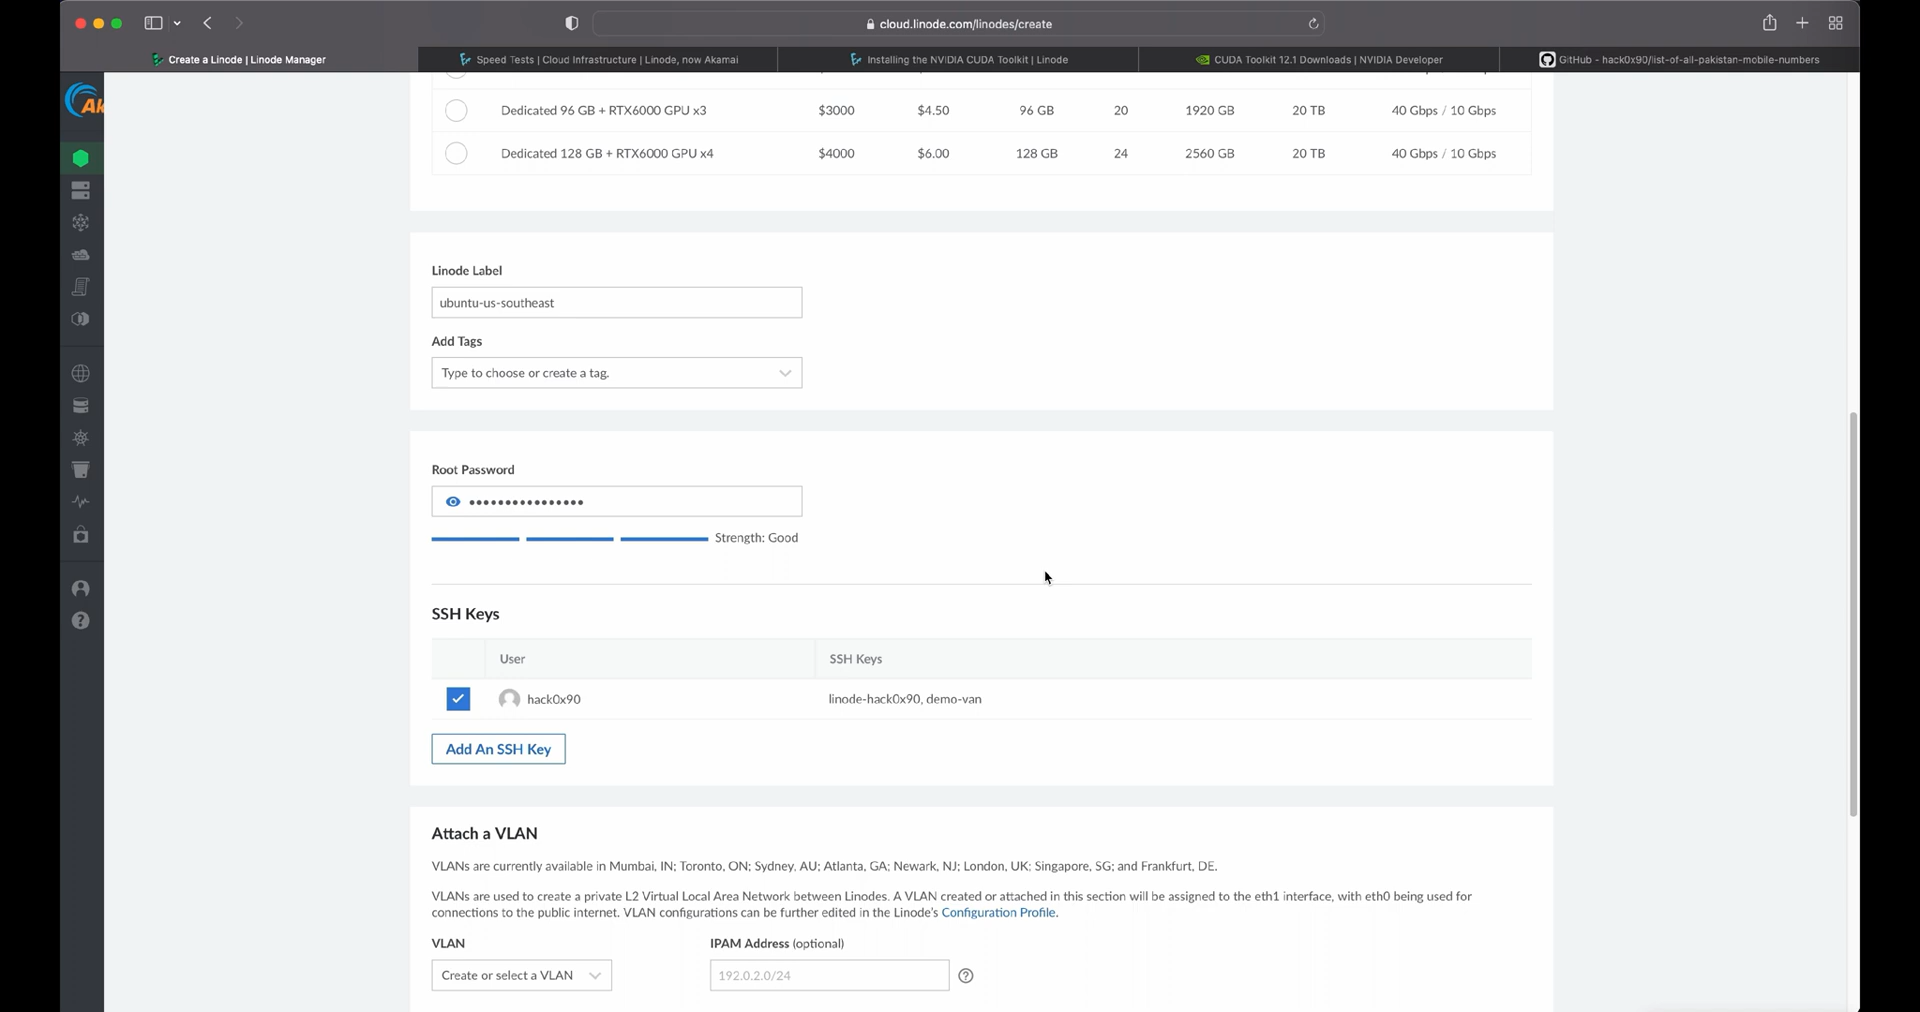 cloud.linode.com/linodes/create
Create a Linode | Linode Manager
Speed Tests | Cloud Infrastructure | Linode, now Akamai
Installing the NVIDIA CUDA Toolkit | Linode
CUDA Toolkit 12.1 Downloads | NVIDIA Developer
GitHub - hack0x90/list-of-all-pakistan-mobile-numbers
Ak
Dedicated 96 GB + RTX6000 GPU x3 $3000 $4.50 96 GB 20 1920 GB 20 TB 40 Gbps / 10 Gbps
Dedicated 128 GB + RTX6000 GPU x4 $4000 $6.00 128 GB 24 2560 GB 20 TB 40 Gbps / 10 Gbps
Linode Label
ubuntu-us-southeast
Add Tags
Type to choose or create a tag.
Root Password
••••••••••••••••
Strength: Good
SSH Keys
User SSH Keys
hack0x90 linode-hack0x90, demo-van
Add An SSH Key
Attach a VLAN
VLANs are currently available in Mumbai, IN; Toronto, ON; Sydney, AU; Atlanta, GA; Newark, NJ; London, UK; Singapore, SG; and Frankfurt, DE.
VLANs are used to create a private L2 Virtual Local Area Network between Linodes. A VLAN created or attached in this section will be assigned to the eth1 interface, with eth0 being used for
connections to the public internet. VLAN configurations can be further edited in the Linode's Configuration Profile.
VLAN IPAM Address (optional)
Create or select a VLAN 192.0.2.0/24